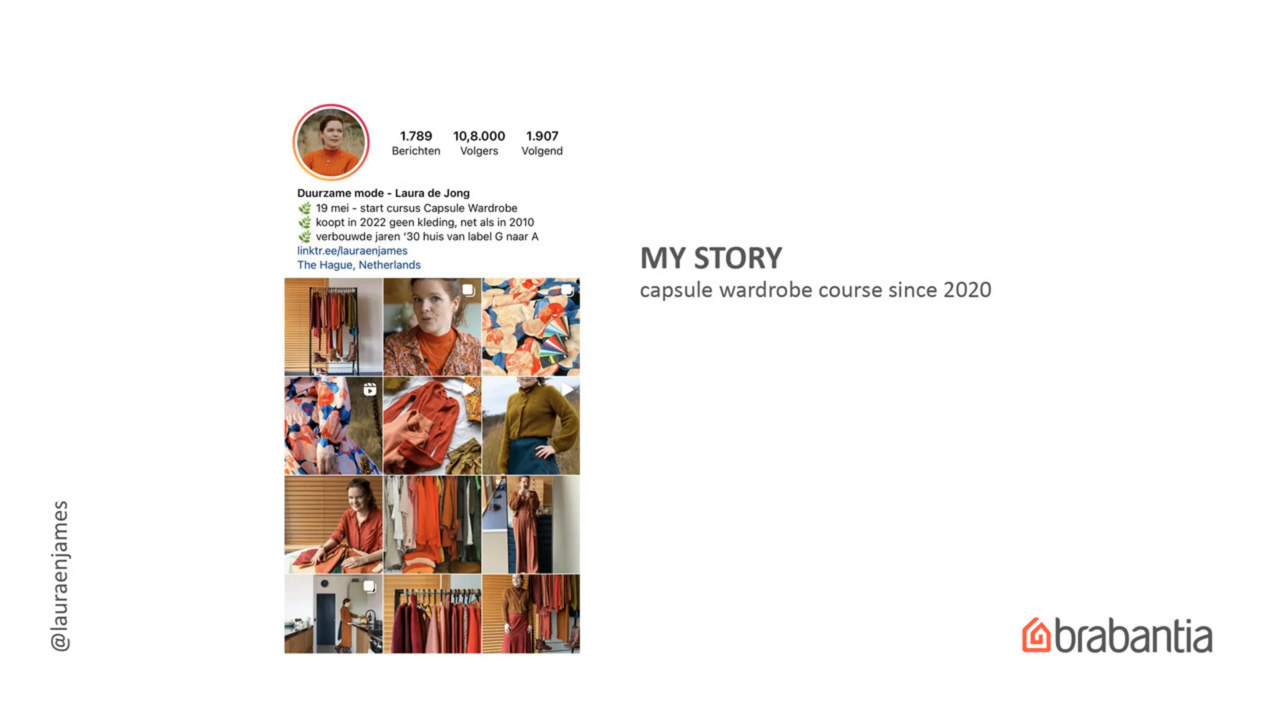 1.789 10,8.000 1.907
Berichten Volgers Volgend
Duurzame mode - Laura de Jong
19 mei - start cursus Capsule Wardrobe
koopt in 2022 geen kleding, net als in 2010
verbouwde jaren ‘30 huis van label G naar A
linktr.ee/lauraenjames
The Hague, Netherlands
MY STORY
capsule wardrobe course since 2020
@lauraenjames
brabantia